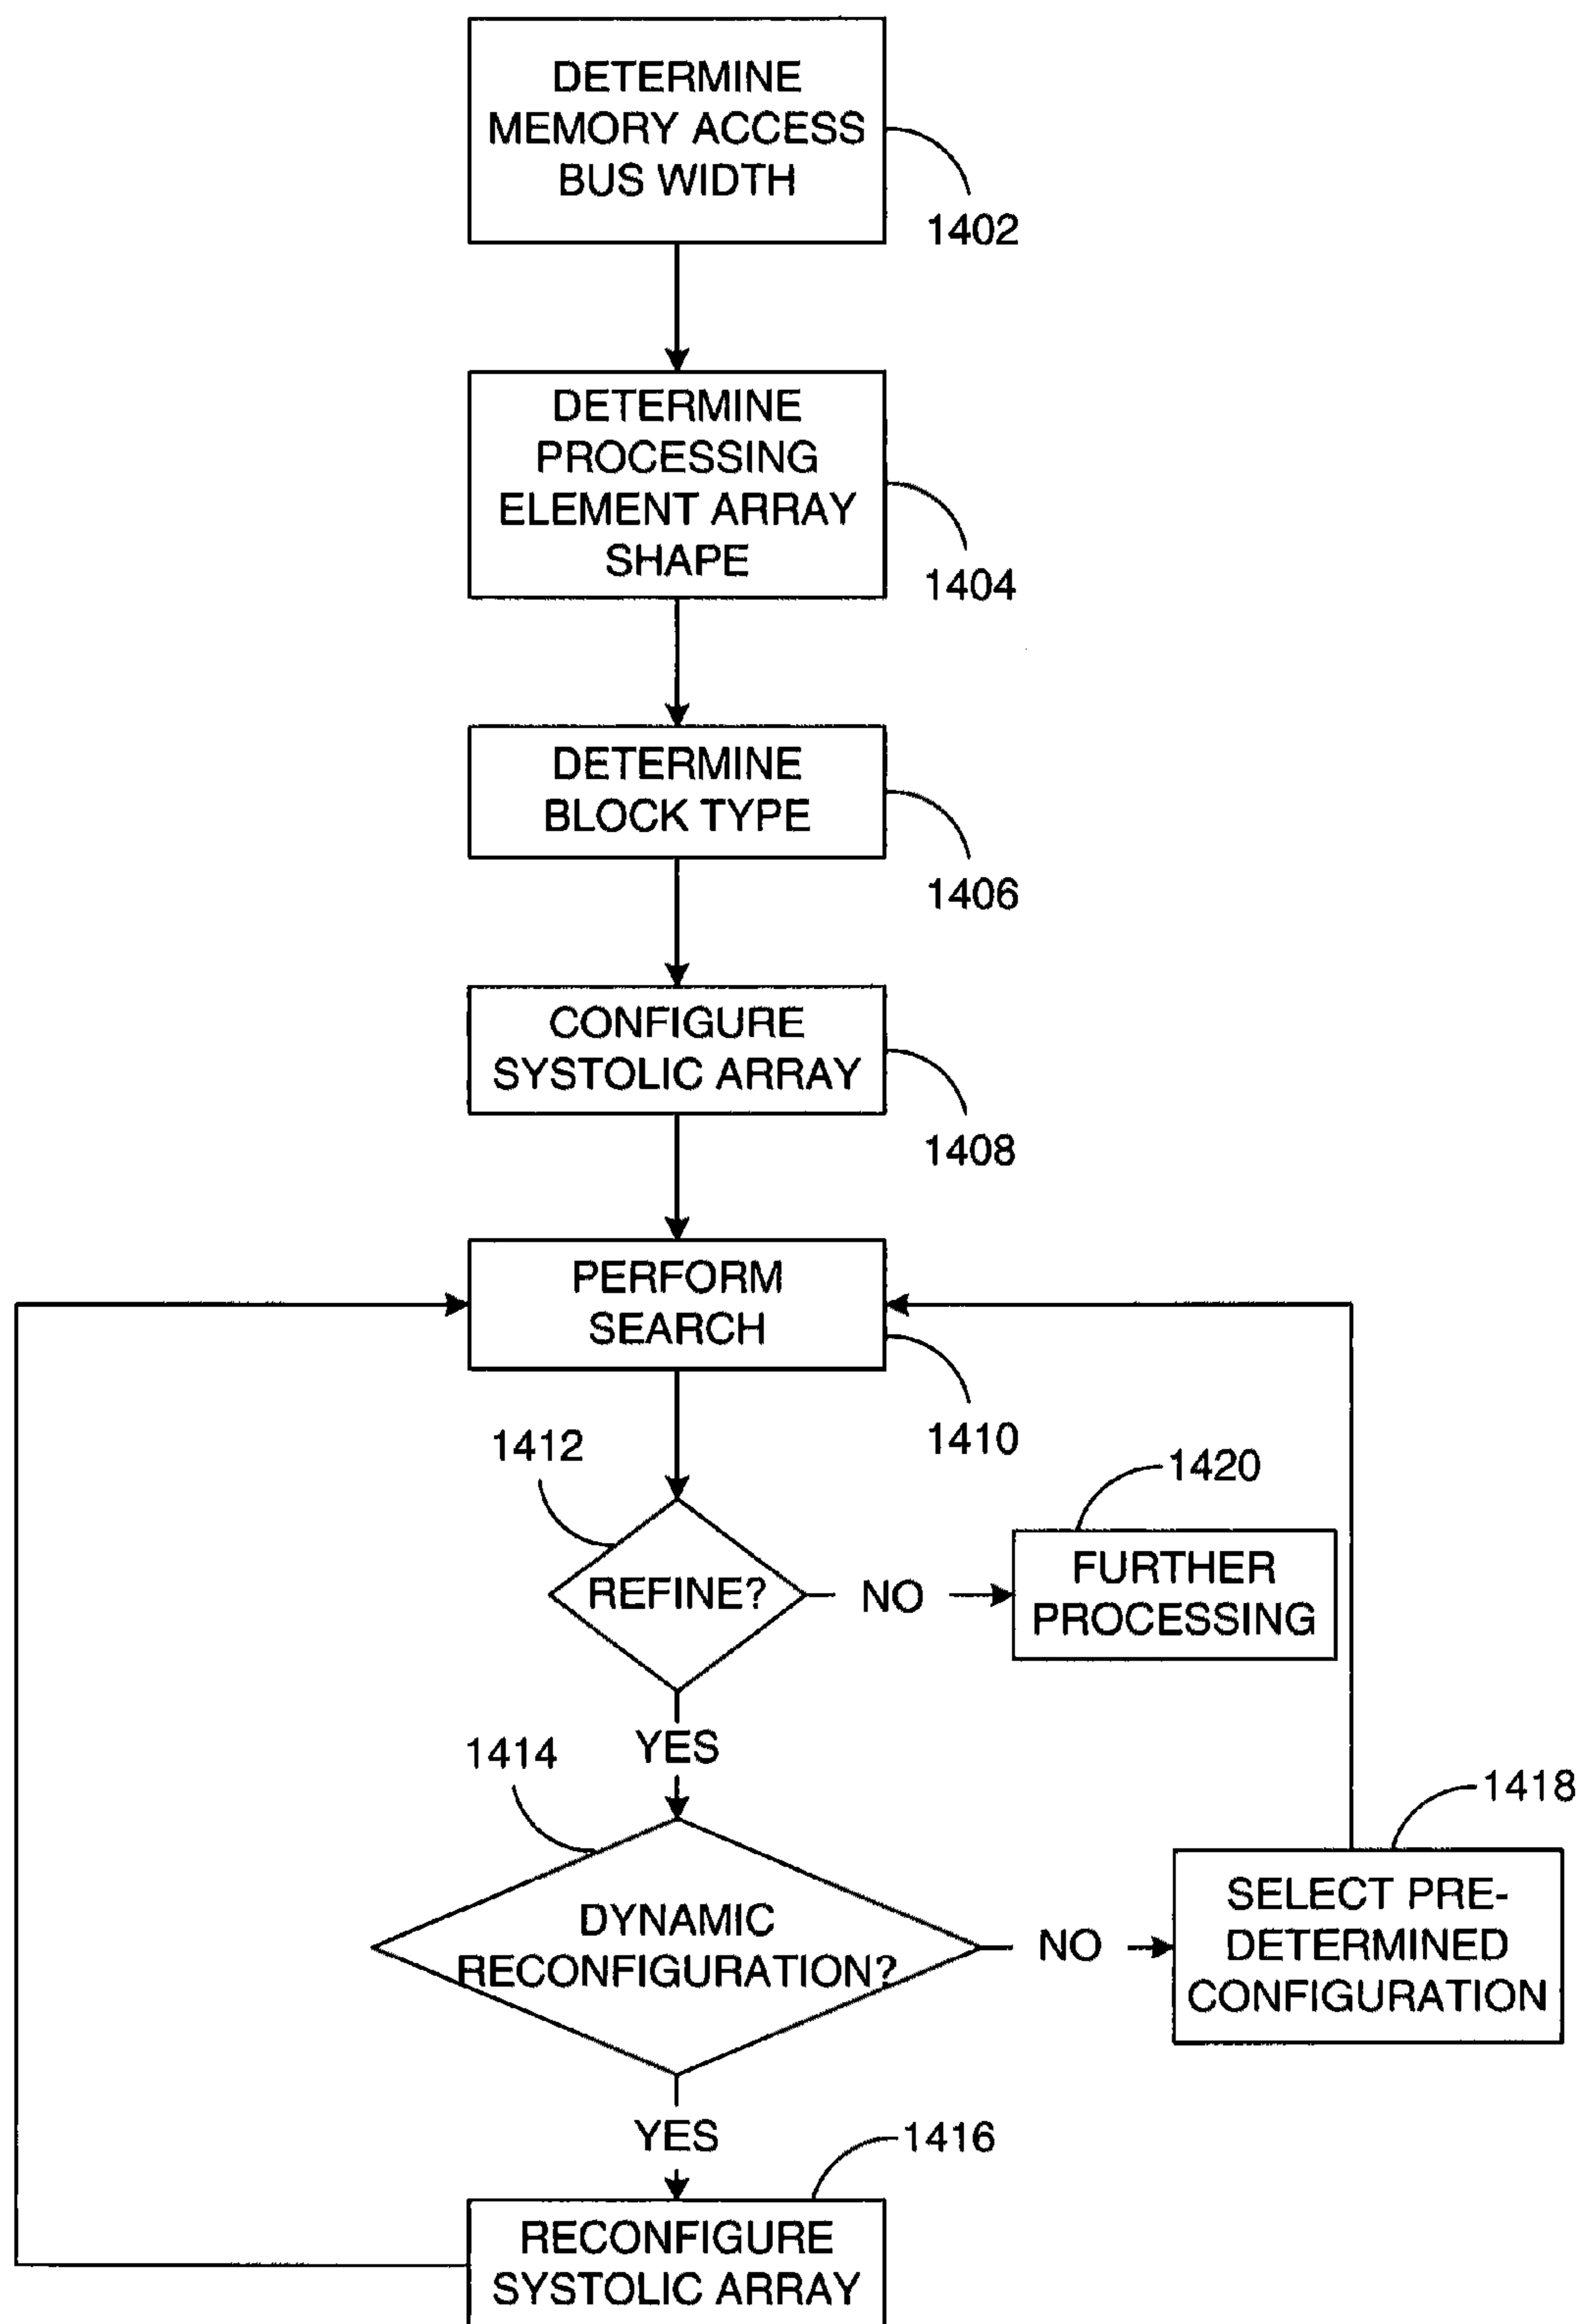 DETERMINE
MEMORY ACCESS
BUS WIDTH
1402
DETERMINE
PROCESSING
ELEMENT ARRAY
SHAPE
1404
DETERMINE
BLOCK TYPE
1406
CONFIGURE
SYSTOLIC ARRAY
1408
PERFORM
SEARCH
1410
1412
REFINE?
NO
1420
FURTHER
PROCESSING
YES
1414
DYNAMIC
RECONFIGURATION?
NO
1418
SELECT PRE-
DETERMINED
CONFIGURATION
YES
1416
RECONFIGURE
SYSTOLIC ARRAY